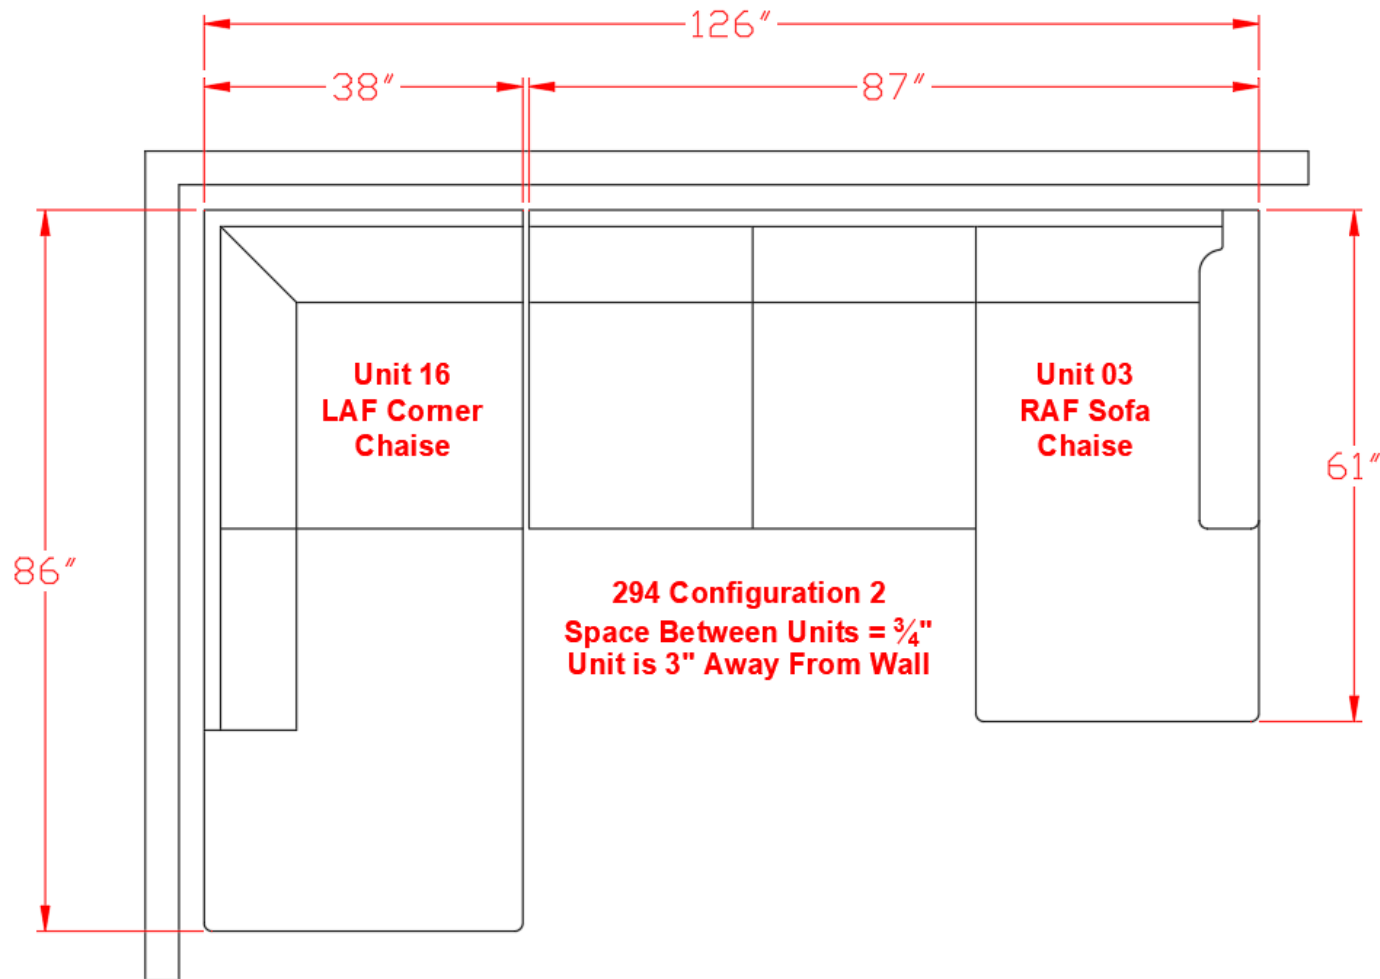 126"
38"
87"
Unit 16
LAF Corner
Chaise
Unit 03
RAF Sofa
Chaise
61"
86"
294 Configuration 2
Space Between Units = ¾"
Unit is 3" Away From Wall